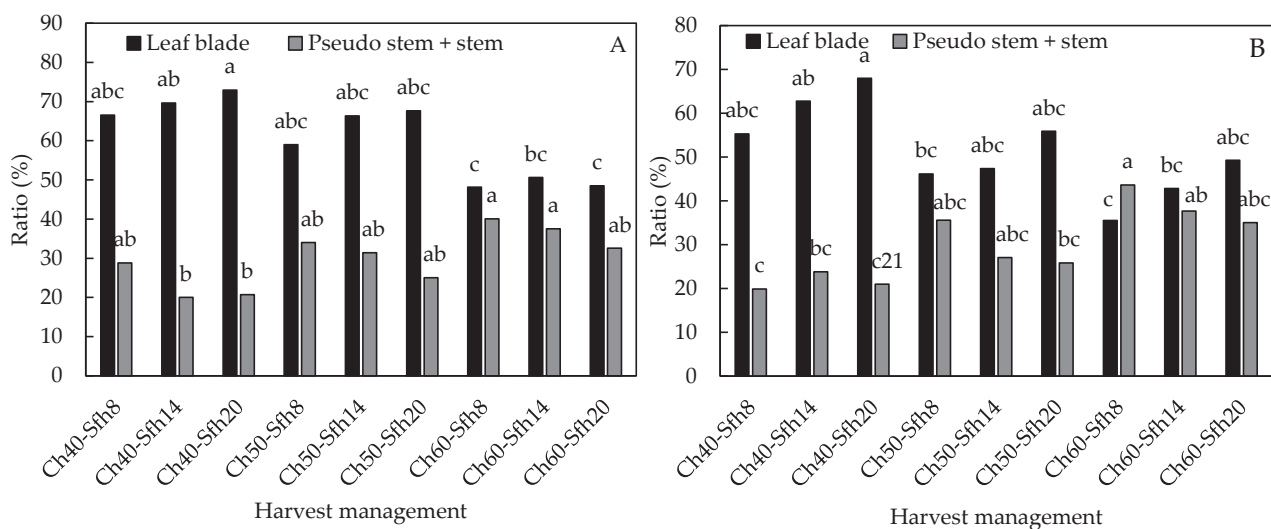 90
80
70
60
50
40
30
20
10
0
Ratio (%)
Leaf blade
Pseudo stem + stem
A
abc
ab
ab
b
a
b
abc
ab
abc
ab
abc
ab
c
a
bc
a
c
ab
Ch40-Sfh8
Ch40-Sfh14
Ch40-Sfh20
Ch50-Sfh8
Ch50-Sfh14
Ch50-Sfh20
Ch60-Sfh8
Ch60-Sfh14
Ch60-Sfh20
Harvest management
80
70
60
50
40
30
20
10
0
Ratio (%)
Leaf blade
Pseudo stem + stem
B
abc
c
ab
bc
a
c21
bc
abc
abc
abc
abc
bc
c
a
bc
ab
abc
abc
Ch40-Sfh8
Ch40-Sfh14
Ch40-Sfh20
Ch50-Sfh8
Ch50-Sfh14
Ch50-Sfh20
Ch60-Sfh8
Ch60-Sfh14
Ch60-Sfh20
Harvest management